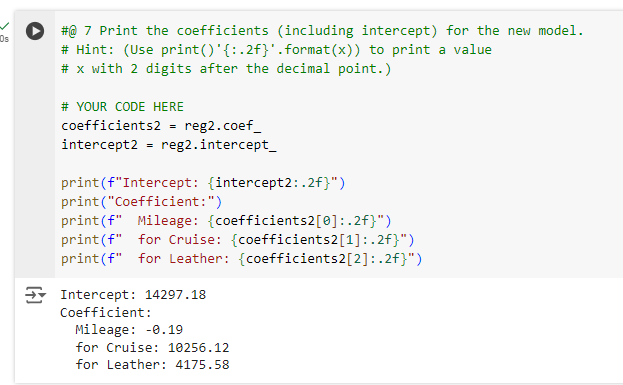 0s
#@ 7 Print the coefficients (including intercept) for the new model.
# Hint: (Use print()'{:.2f}'.format(x)) to print a value
# x with 2 digits after the decimal point.)
# YOUR CODE HERE
coefficients2 = reg2.coef_
intercept2 = reg2.intercept_
print(f"Intercept: {intercept2:.2f}")
print("Coefficient:")
print(f"  Mileage: {coefficients2[0]:.2f}")
print(f"  for Cruise: {coefficients2[1]:.2f}")
print(f"  for Leather: {coefficients2[2]:.2f}")
Intercept: 14297.18
Coefficient:
  Mileage: -0.19
  for Cruise: 10256.12
  for Leather: 4175.58